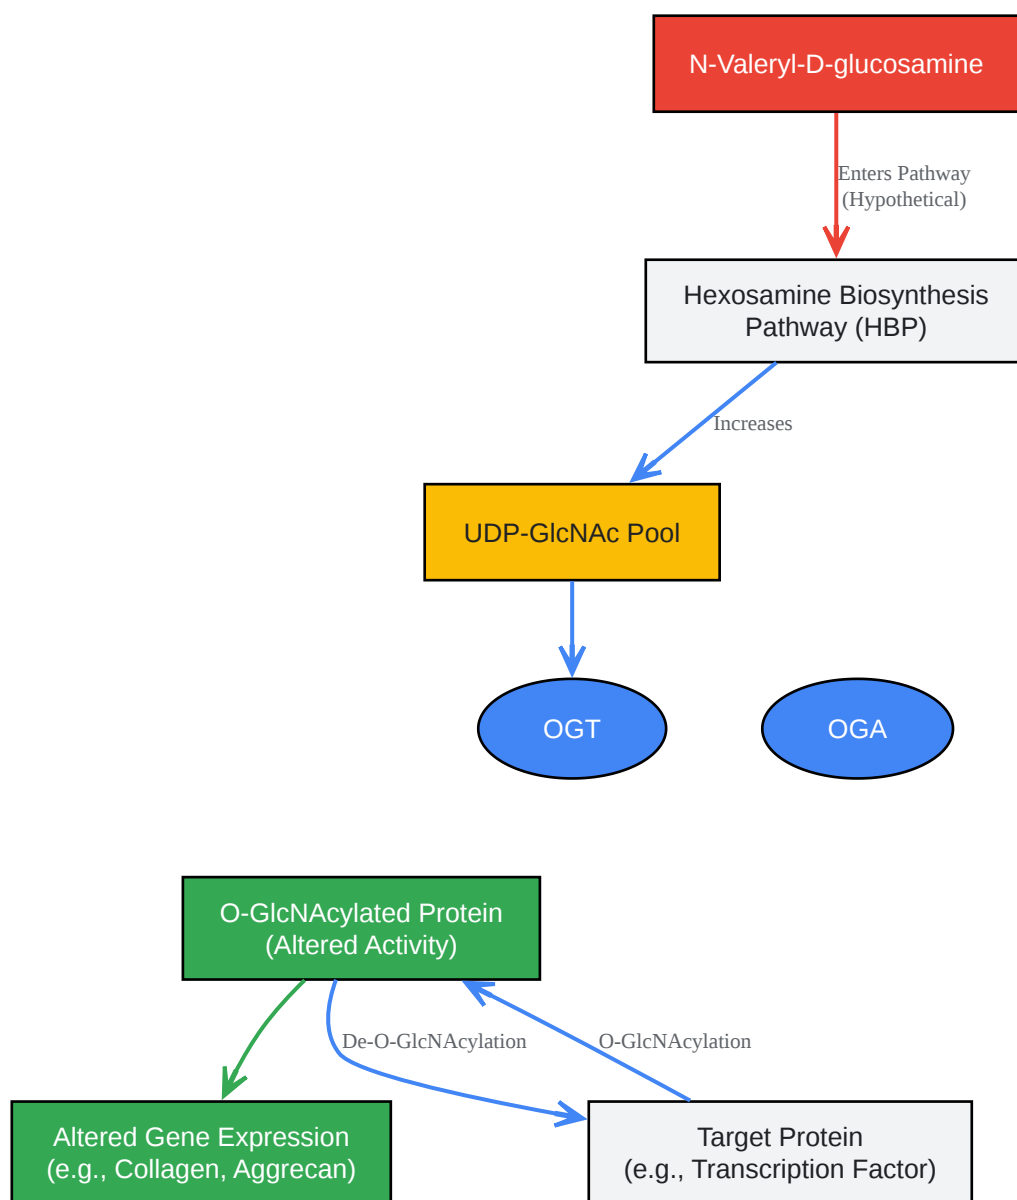 N-Valeryl-D-glucosamine
Enters Pathway
(Hypothetical)
Hexosamine Biosynthesis
Pathway (HBP)
Increases
UDP-GlcNAc Pool
OGT
OGA
O-GlcNAcylated Protein
(Altered Activity)
De-O-GlcNAcylation
O-GlcNAcylation
Altered Gene Expression
(e.g., Collagen, Aggrecan)
Target Protein
(e.g., Transcription Factor)